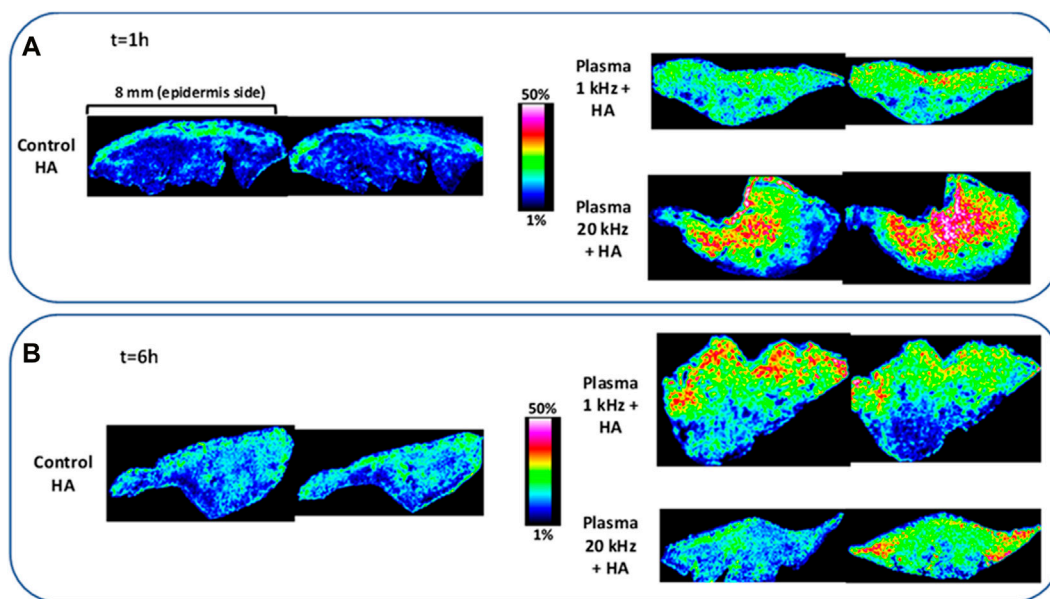 A
t=1h
8 mm (epidermis side)
Control
HA
50%
1%
Plasma
1 kHz +
HA
Plasma
20 kHz
+ HA
B
t=6h
Control
HA
50%
1%
Plasma
1 kHz +
HA
Plasma
20 kHz
+ HA